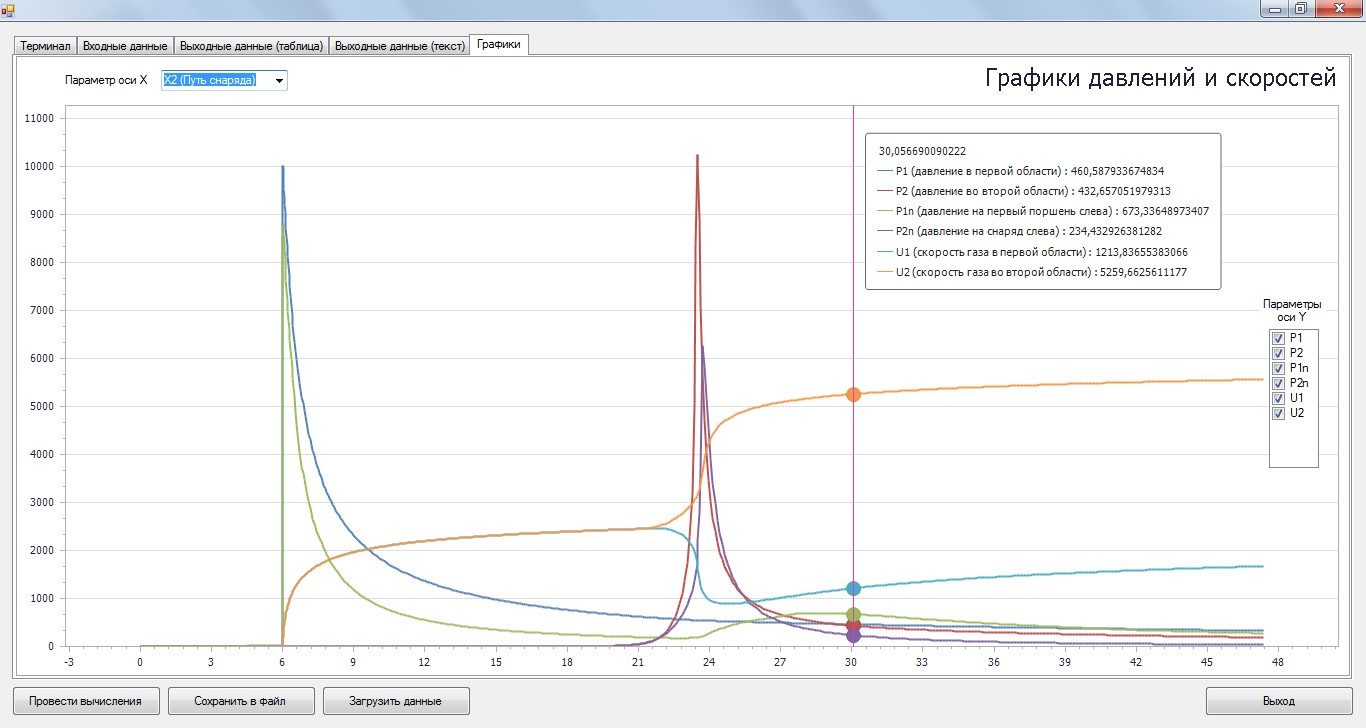 Терминал Входные данные Выходные данные (таблица) Выходные данные (текст) Графики
Параметр оси X X2 (Путь снаряда)
Графики давлений и скоростей
11000
10000
9000
8000
7000
6000
5000
4000
3000
2000
1000
0
30,056690090222
P1 (давление в первой области) : 460,587933674834
P2 (давление во второй области) : 432,657051979313
P1n (давление на первый поршень слева) : 673,33648973407
P2n (давление на снаряд слева) : 234,432926381282
U1 (скорость газа в первой области) : 1213,83655383066
U2 (скорость газа во второй области) : 5259,6625611177
Параметры
оси Y
P1
P2
P1n
P2n
U1
U2
-3 0 3 6 9 12 15 18 21 24 27 30 33 36 39 42 45 48
Провести вычисления Сохранить в файл Загрузить данные Выход